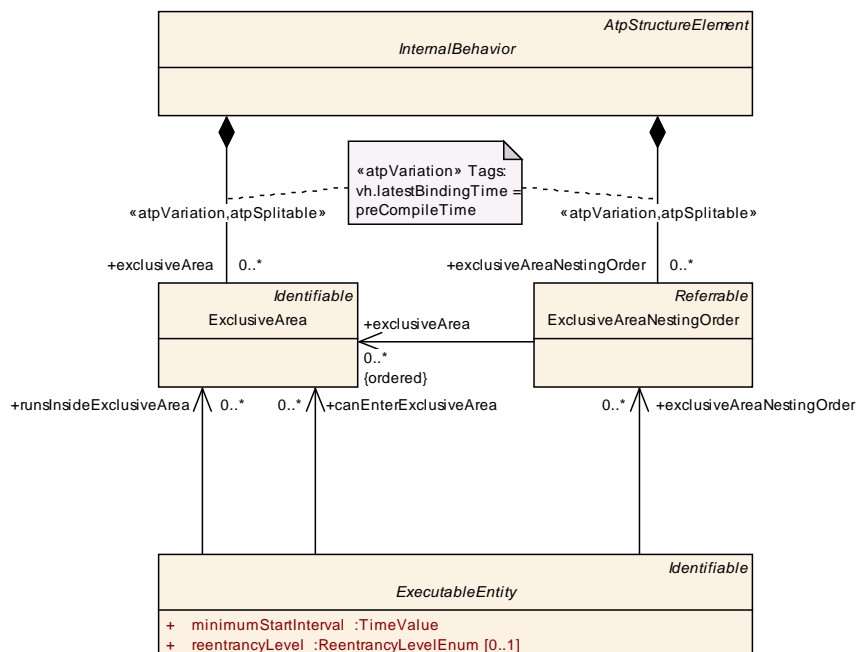 AtpStructureElement
InternalBehavior
«atpVariation» Tags:
vh.latestBindingTime =
preCompileTime
«atpVariation,atpSplitable»
«atpVariation,atpSplitable»
+exclusiveArea 0..*
+exclusiveAreaNestingOrder 0..*
Identifiable
ExclusiveArea
Referrable
ExclusiveAreaNestingOrder
+exclusiveArea
0..*
{ordered}
+runsInsideExclusiveArea 0..*
0..* +canEnterExclusiveArea
0..* +exclusiveAreaNestingOrder
Identifiable
ExecutableEntity
+ minimumStartInterval :TimeValue
+ reentrancyLevel :ReentrancyLevelEnum [0..1]